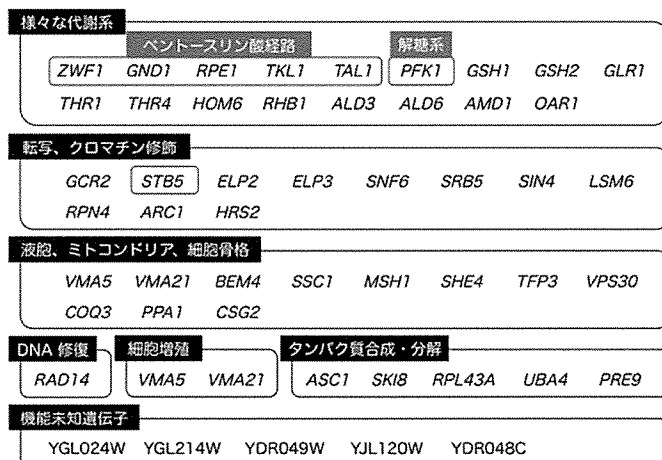 様々な代謝系
ペントースリン酸経路 解糖系
ZWF1 GND1 RPE1 TKL1 TAL1 PFK1 GSH1 GSH2 GLR1
THR1 THR4 HOM6 RHB1 ALD3 ALD6 AMD1 OAR1
転写、クロマチン修飾
GCR2 STB5 ELP2 ELP3 SNF6 SRB5 SIN4 LSM6
RPN4 ARC1 HRS2
液胞、ミトコンドリア、細胞骨格
VMA5 VMA21 BEM4 SSC1 MSH1 SHE4 TFP3 VPS30
COQ3 PPA1 CSG2
DNA 修復 細胞増殖 タンパク質合成・分解
RAD14 VMA5 VMA21 ASC1 SKI8 RPL43A UBA4 PRE9
機能未知遺伝子
YGL024W YGL214W YDR049W YJL120W YDR048C